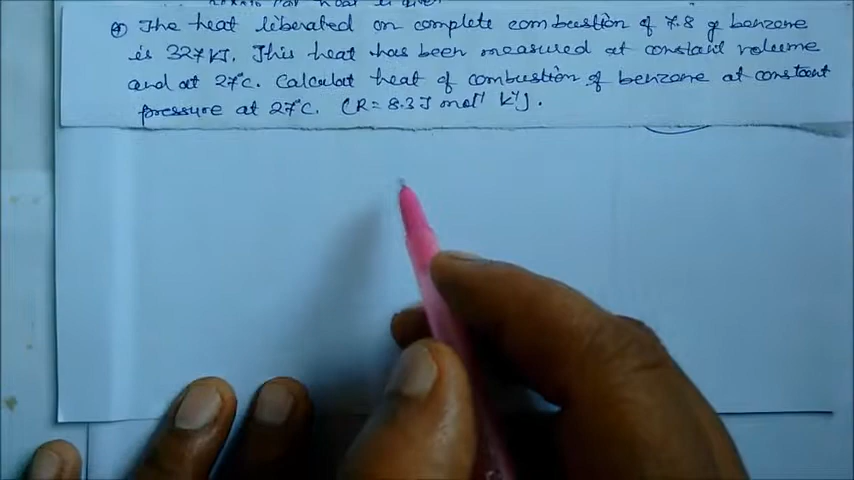 The heat liberated on complete combustion of 7.8 g benzene
is 327 kJ. This heat has been measured at constant volume
and at 27°C. Calculat heat of combustion of benzene at constant
pressure at 27°C. (R = 8.3 J mol⁻¹ K⁻¹).